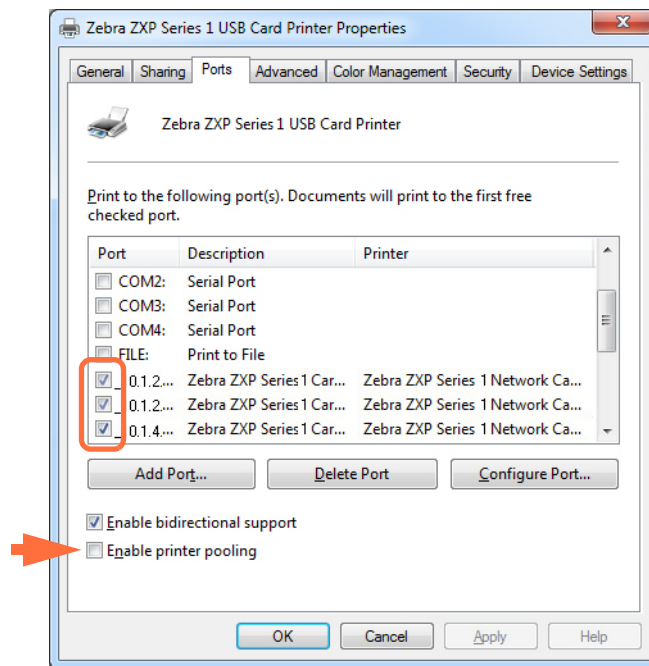 Zebra ZXP Series 1 USB Card Printer Properties
General Sharing Ports Advanced Color Management Security Device Settings
Zebra ZXP Series 1 USB Card Printer
Print to the following port(s). Documents will print to the first free
checked port.
Port Description Printer
COM2: Serial Port
COM3: Serial Port
COM4: Serial Port
FILE: Print to File
_ 0.1.2... Zebra ZXP Series 1 Car... Zebra ZXP Series 1 Network Ca...
_ 0.1.2... Zebra ZXP Series 1 Car... Zebra ZXP Series 1 Network Ca...
_ 0.1.4... Zebra ZXP Series 1 Car... Zebra ZXP Series 1 Network Ca...
Add Port... Delete Port Configure Port...
Enable bidirectional support
Enable printer pooling
OK Cancel Apply Help